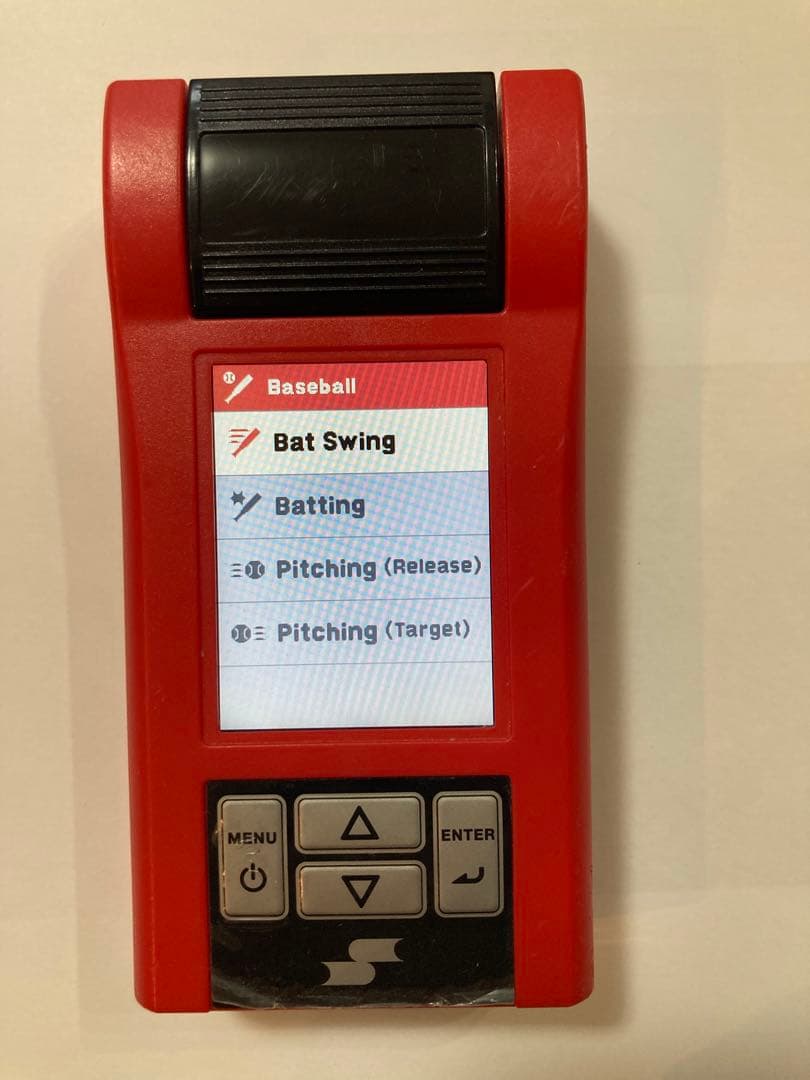 Baseball
Bat Swing
Batting
Pitching (Release)
Pitching (Target)
MENU
ENTER